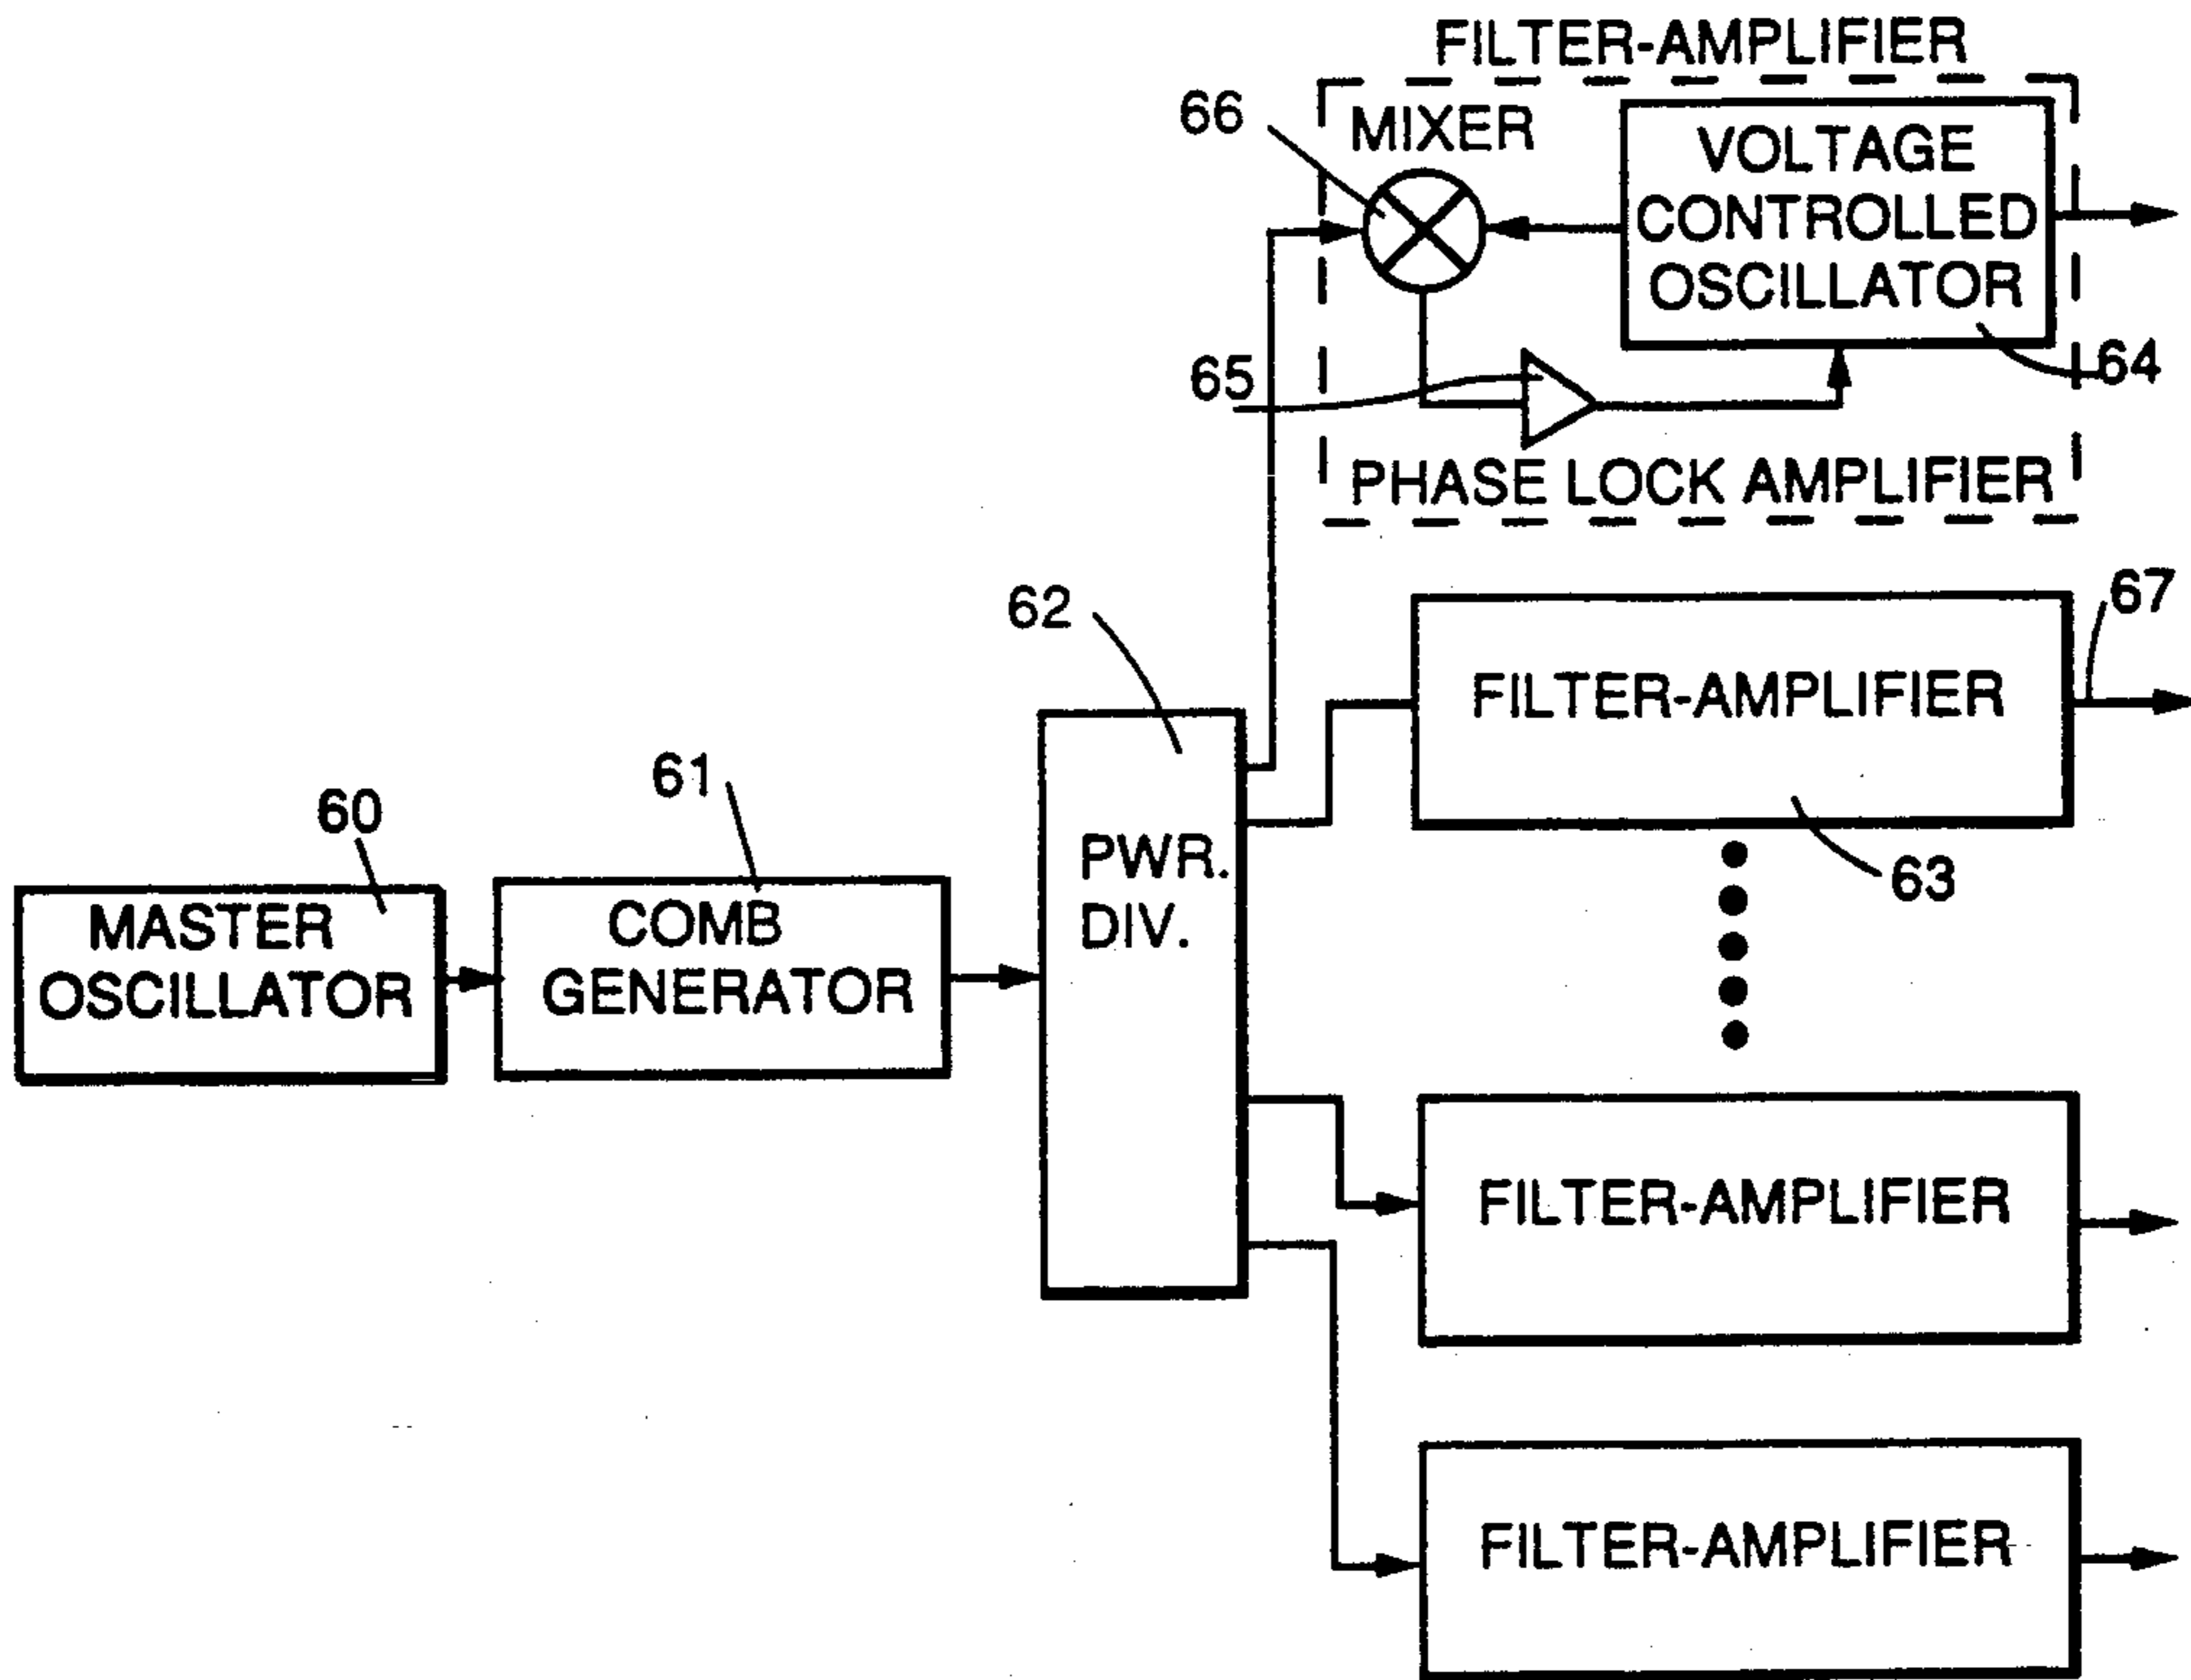 FILTER-AMPLIFIER
66
MIXER
VOLTAGE
CONTROLLED
OSCILLATOR
65
64
PHASE LOCK AMPLIFIER
62
67
FILTER-AMPLIFIER
63
61
60
PWR.
DIV.
MASTER
OSCILLATOR
COMB
GENERATOR
FILTER-AMPLIFIER
FILTER-AMPLIFIER